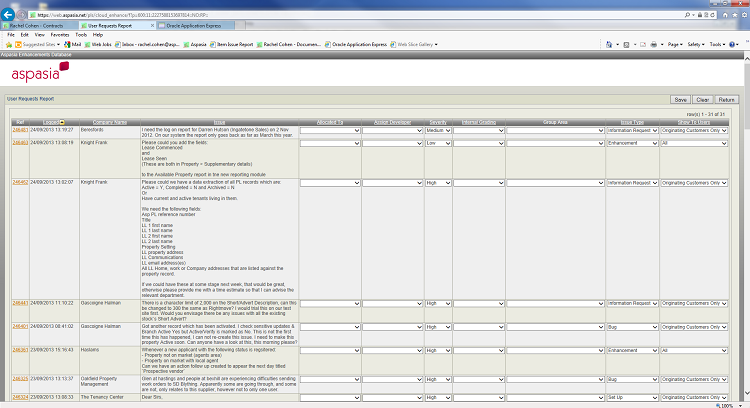 https://web.aspasia.net/pls/cloud_enhancer/f?p=
Rachel Cohen - Contracts
User Requests Report
Oracle Application Express
File Edit View Favorites Tools Help
Suggested Sites Mail Web Jobs Inbox - rachel.cohen@asp... Aspasia Item Issue Report Rachel Cohen - Documen... Oracle Application Express Web Slice Gallery
Page Safety Tools
Aspasia Enhancements Database
aspasia
User Requests Report
Save Clear Return
row(s) 1 - 31 of 31
Ref Logged Company Name Issue Allocated To Assign Developer Severity Internal Grading Group Area Issue Type Show To Users
24/09/2013 13:19:27 Beresfords I need the log on report for Darren Hutson (Ingatetone Sales) on 2 Nov Medium Information Request Originating Customers Only
2012. On our system the report only goes back as far as March this year.
24/09/2013 13:08:19 Knight Frank Please could you add the fields: Low Enhancement All
Lease Commenced
and
Lease Seen
(These are both in Property = Supplementary details)
to the Available Property report in the new reporting module
246462 24/09/2013 13:02:07 Knight Frank Please could we have a data extraction of all PL records which are: High Information Request Originating Customers Only
Active = Y, Completed = N and Archived = N.
Or
Have current and active tenants living in them.
We need the following fields:
Asp PL reference number
Title
LL 1 first name
LL 1 last name
LL 2 first name
LL 2 last name
Property Setting
LL property address
LL Communications
LL email address(es)
All LL Home, work or Company addresses that are listed against the
property record.
If we could have these at some stage next week, that would be great,
otherwise please provide me with a time estimate so that I can advise the
relevant department.
24/09/2013 11:10:22 Gascoigne Halman There is a character limit of 2,000 on the Short/Advert Description, can this High Information Request Originating Customers Only
be changed to 300 the same as Rightmove? I would trial this on our test
site first. Would you envisage there be any issues with all the existing
stock's Short Advert?
246401 24/09/2013 08:41:02 Gascoigne Halman Got another record which has been activated. I check sensitive updates & High Bug Originating Customers Only
Branch Active Yes but Active/Verify is marked as No. This is not the first
time this has happened, I can not re-create this issue. I need to make this
property Active soon. Can anyone have a look at this, this morning please?
23/09/2013 15:16:43 Haslams Whenever a new applicant with the following status is registered: High Enhancement All
- Property not on market (agents area)
- Property on market with local agent
Can we have an action follow up created to appear the next day titled
'Prospective vendor'
246325 23/09/2013 13:13:37 Oakfield Property Glen at hastings and people at bexhill are experiencing difficulties sending High Bug Originating Customers Only
Management work orders to SD Blything. Apparently some are going through, and some
are not, only relates to this supplier, however not to only one user.
246324 23/09/2013 13:08:33 The Tenancy Center Dear Sirs, High Set Up Originating Customers Only
100%